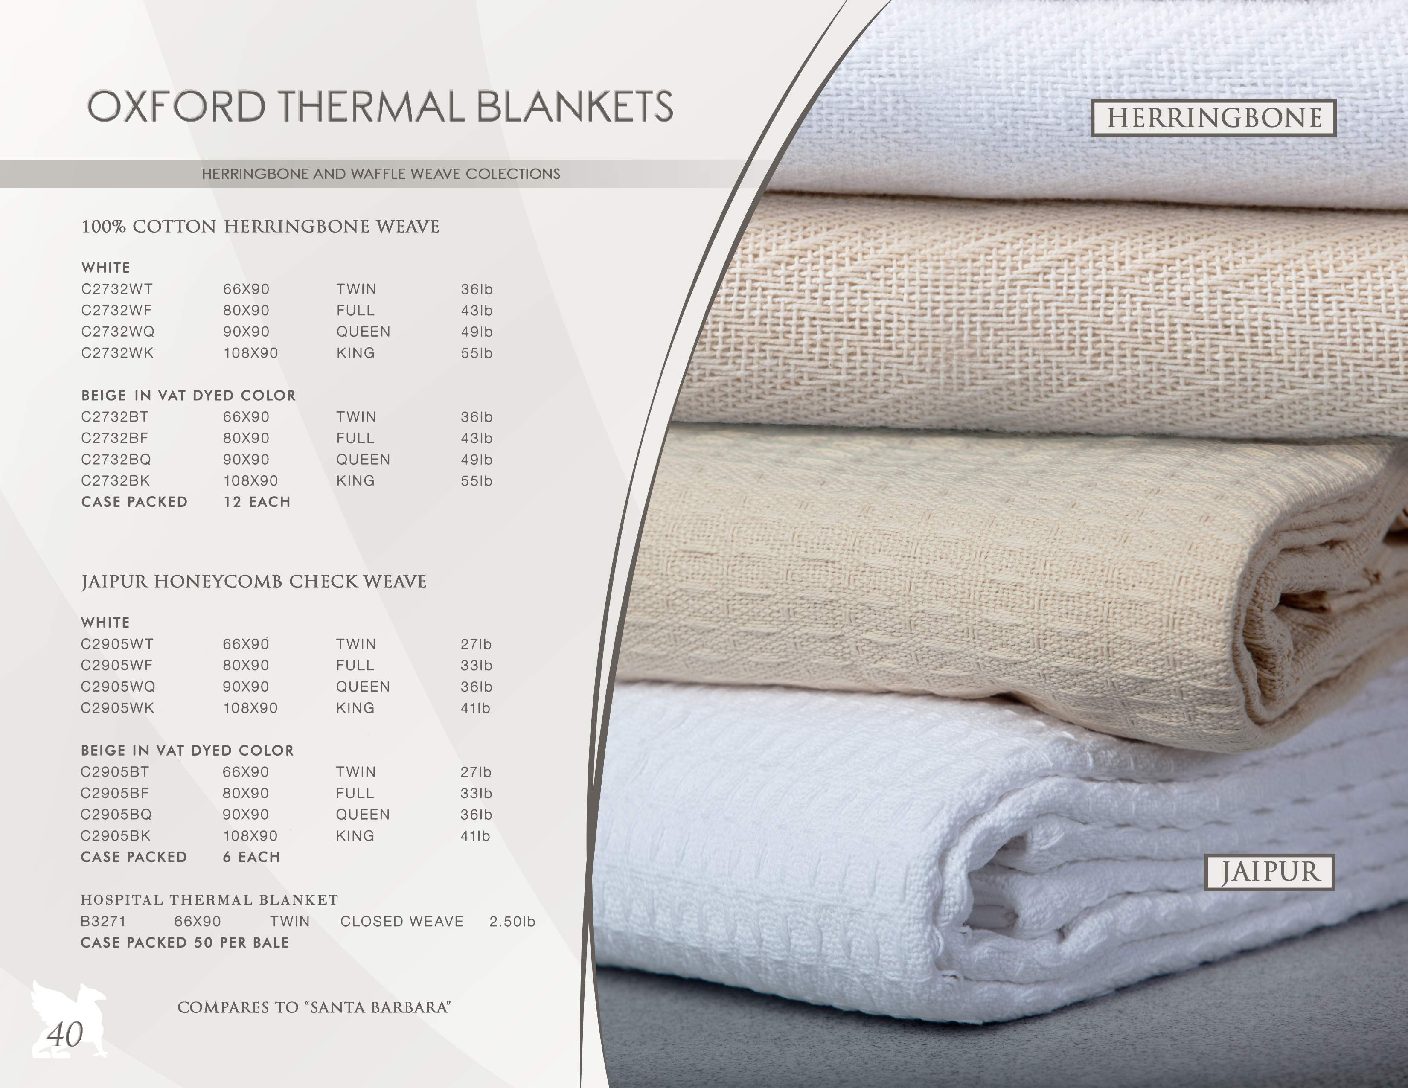 OXFORD THERMAL BLANKETS
HERRINGBONE AND WAFFLE WEAVE COLECTIONS
100% COTTON HERRINGBONE WEAVE
WHITE
C2732WT 66X90 TWIN 36lb
C2732WF 80X90 FULL 43lb
C2732WQ 90X90 QUEEN 49lb
C2732WK 108X90 KING 55lb
BEIGE IN VAT DYED COLOR
C2732BT 66X90 TWIN 36lb
C2732BF 80X90 FULL 43lb
C2732BQ 90X90 QUEEN 49lb
C2732BK 108X90 KING 55lb
CASE PACKED 12 EACH
JAIPUR HONEYCOMB CHECK WEAVE
WHITE
C2905WT 66X90 TWIN 27lb
C2905WF 80X90 FULL 33lb
C2905WQ 90X90 QUEEN 36lb
C2905WK 108X90 KING 41lb
BEIGE IN VAT DYED COLOR
C2905BT 66X90 TWIN 27lb
C2905BF 80X90 FULL 33lb
C2905BQ 90X90 QUEEN 36lb
C2905BK 108X90 KING 41lb
CASE PACKED 6 EACH
HOSPITAL THERMAL BLANKET
B3271 66X90 TWIN CLOSED WEAVE 2.50lb
CASE PACKED 50 PER BALE
COMPARES TO "SANTA BARBARA"
40
HERRINGBONE
JAIPUR